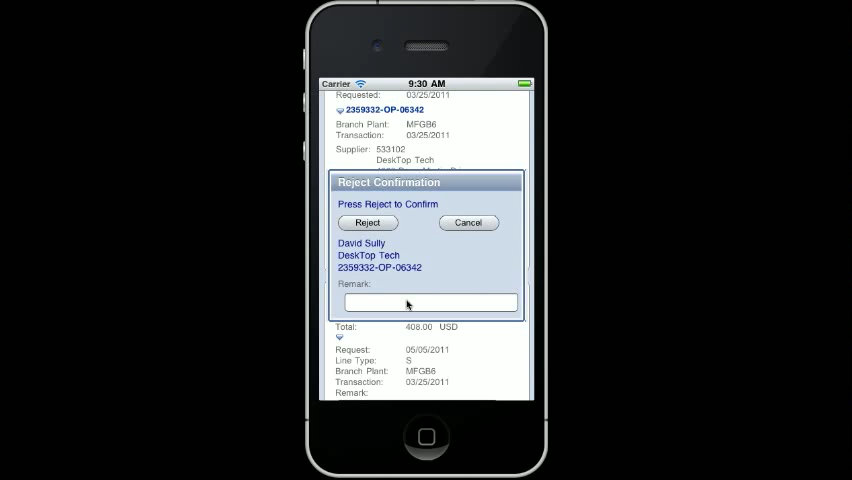 Carrier 9:30 AM
Requested: 03/25/2011
2359332-OP-06342
Branch Plant: MFGB6
Transaction: 03/25/2011
Supplier: 533102
DeskTop Tech
Reject Confirmation
Press Reject to Confirm
Reject Cancel
David Sully
DeskTop Tech
2359332-OP-06342
Remark:
Total: 408.00 USD
Request: 05/05/2011
Line Type: S
Branch Plant: MFGB6
Transaction: 03/25/2011
Remark: